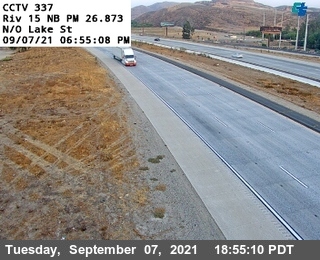 CCTV 337
Riv 15 NB PM 26.873
N/O Lake St
09/07/21 06:55:08 PM
Tuesday, September 07, 2021 18:55:10 PDT